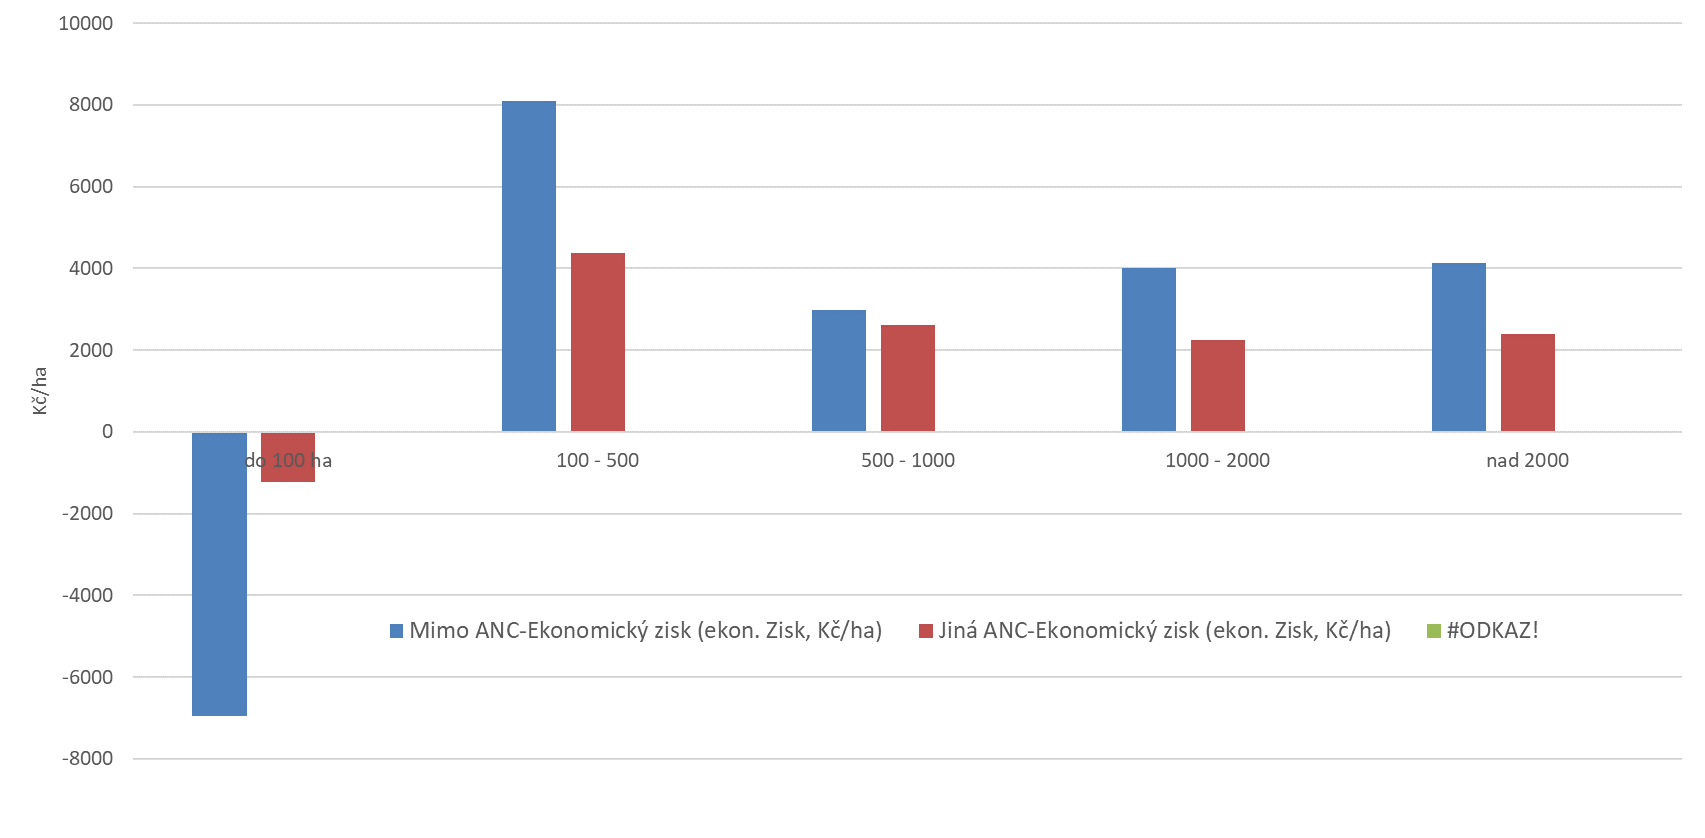 10000
8000
6000
4000
2000
0
-2000
-4000
-6000
-8000
Kč/ha
do 100 ha
100 - 500
500 - 1000
1000 - 2000
nad 2000
Mimo ANC-Ekonomický zisk (ekon. Zisk, Kč/ha)
Jiná ANC-Ekonomický zisk (ekon. Zisk, Kč/ha)
#ODKAZ!